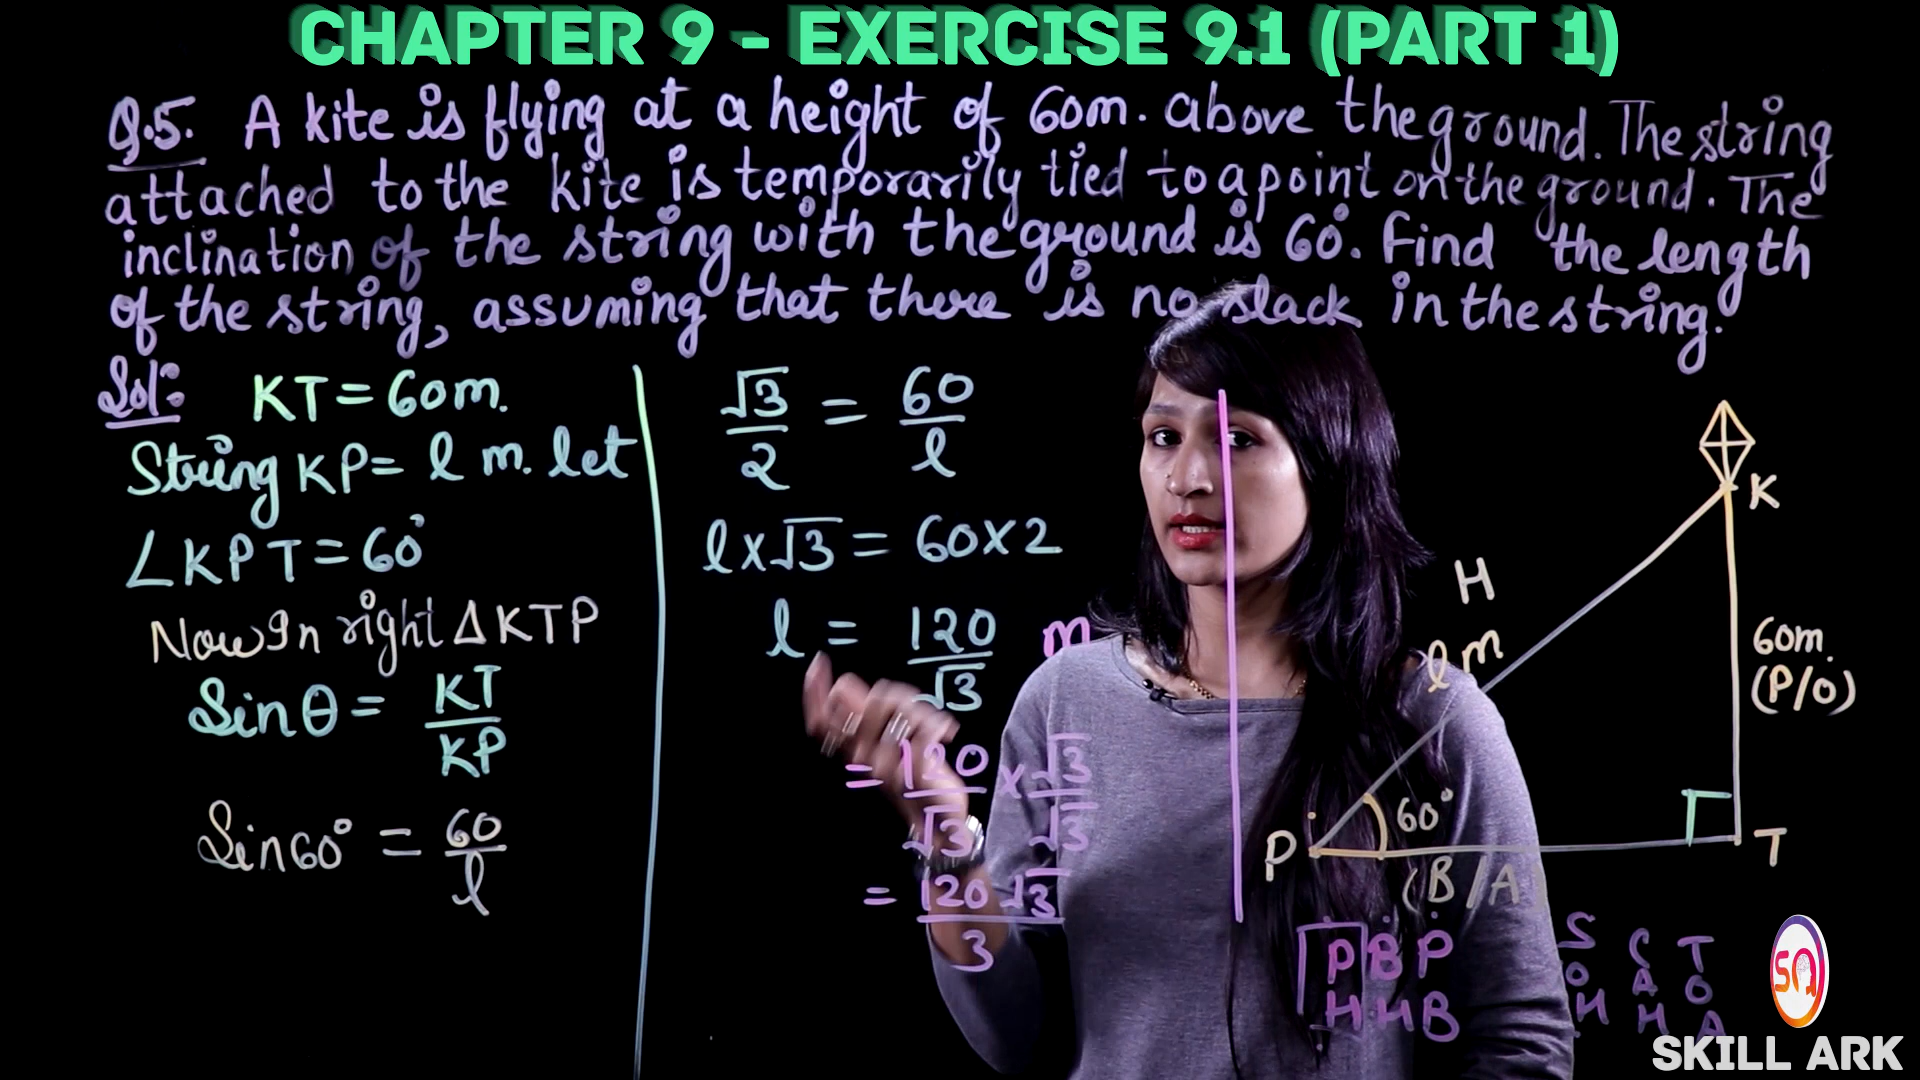 CHAPTER 9 - EXERCISE 9.1 (PART 1)
Q.5. A kite is flying at a height of 60m. above the ground. The string
attached to the kite is temporarily tied to a point on the ground. The
inclination of the string with the ground is 60°. Find the length
of the string, assuming that there is no slack in the string.
Sol:
KT = 60m.
String KP = l m. let
∠KPT = 60°
Now In right Δ KTP
Sin θ = KT/KP
Sin 60° = 60/l
√3/2 = 60/l
l x √3 = 60 x 2
l = 120/√3 m
= 120/√3 x √3/√3
= 120√3/3
K
H
l m
60m.
(P/O)
60°
P
T
(B/A
P B P
H H B
S C T
O A O
H H A
SKILL ARK